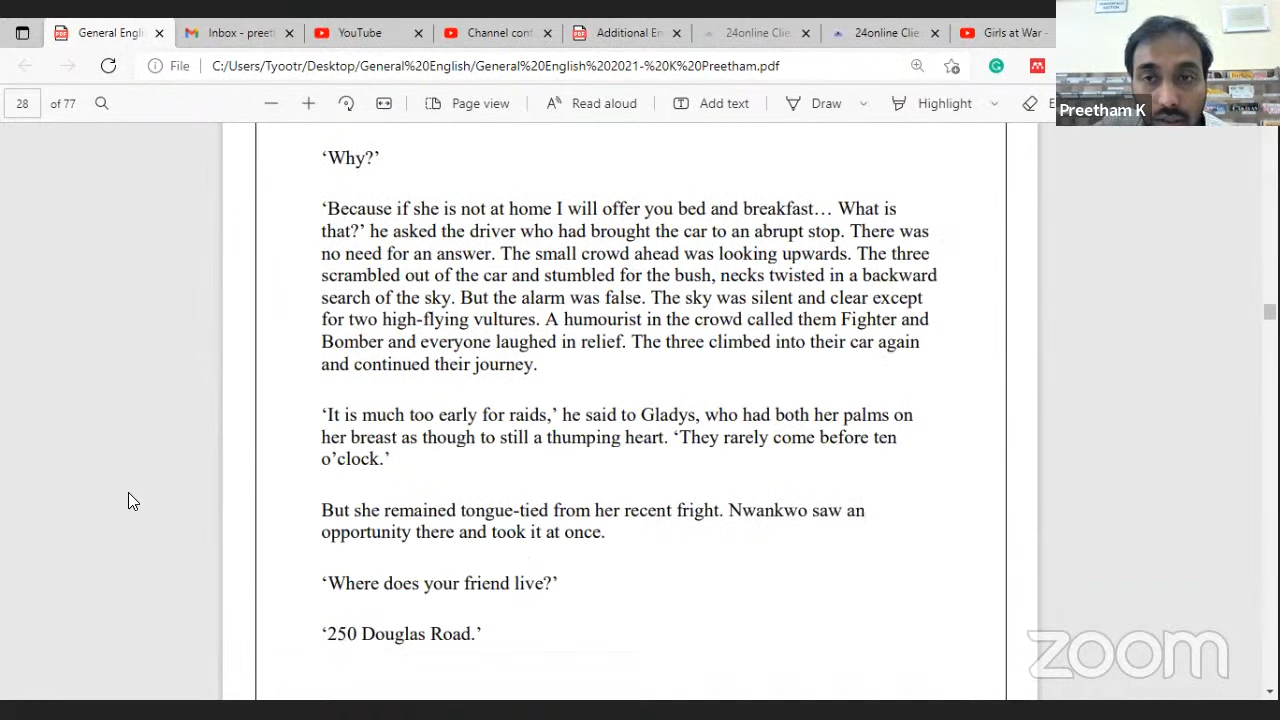 General Engli
Inbox - preet
YouTube
Channel cont
Additional En
24online Clie
24online Clie
Girls at War -
File
C:/Users/Tyootr/Desktop/General%20English/General%20English%202021-%20K%20Preetham.pdf
28 of 77
Page view
Read aloud
Add text
Draw
Highlight
Preetham K
‘Why?’
‘Because if she is not at home I will offer you bed and breakfast… What is
that?’ he asked the driver who had brought the car to an abrupt stop. There was
no need for an answer. The small crowd ahead was looking upwards. The three
scrambled out of the car and stumbled for the bush, necks twisted in a backward
search of the sky. But the alarm was false. The sky was silent and clear except
for two high-flying vultures. A humourist in the crowd called them Fighter and
Bomber and everyone laughed in relief. The three climbed into their car again
and continued their journey.
‘It is much too early for raids,’ he said to Gladys, who had both her palms on
her breast as though to still a thumping heart. ‘They rarely come before ten
o’clock.’
But she remained tongue-tied from her recent fright. Nwankwo saw an
opportunity there and took it at once.
‘Where does your friend live?’
‘250 Douglas Road.’
zoom